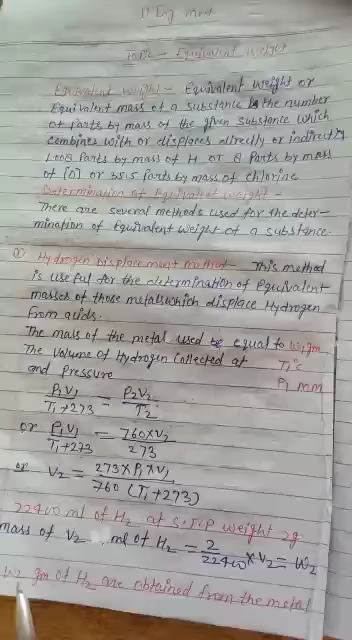 Topic - Equivalent Weight
Equivalent weight - Equivalent weight or
Equivalent mass of a substance is the number
of Parts by mass of the given substance which
combines with or displaces directly or indirectly
1.008 Parts by mass of H or 8 Parts by mass
of [O] or 35.5 parts by mass of chlorine
Determination of Equivalent weight -
There are several methods used for the deter-
mination of Equivalent weight of a substance.
① Hydrogen Displacement method - This method
is useful for the determination of Equivalent
masses of those metals which displace Hydrogen
from acids.
The mass of the metal used be equal to W₁ gm
The volume of Hydrogen Collected at T₁°c
and Pressure P₁ mm
P₁V₁/T₁+273 = P₂V₂/T₂
or P₁V₁/T₁+273 = 760×V₂/273
or V₂ = 273×P₁×V₁/760 (T₁+273)
22400 ml of H₂ at S.T.P weight 2g
mass of V₂ ml of H₂ = 2/22400 × V₂ = W₂
W₂ gm of H₂ are obtained from the metal